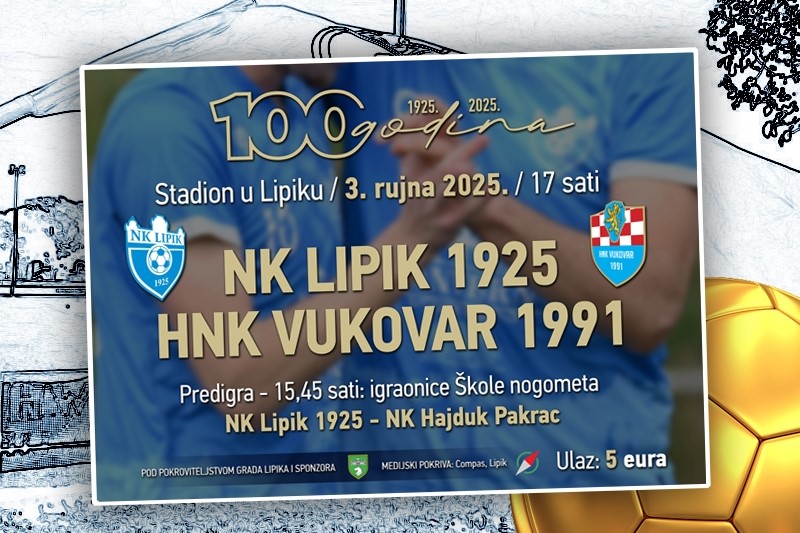 100 godina
1925. 2025.
Stadion u Lipiku / 3. rujna 2025. / 17 sati
NK LIPIK
1925
NK LIPIK 1925
HNK VUKOVAR
1991
HNK VUKOVAR 1991
Predigra - 15,45 sati: igraonice Škole nogometa
NK Lipik 1925 - NK Hajduk Pakrac
POD POKROVITELJSTVOM GRADA LIPIKA I SPONZORA
MEDIJSKI POKRIVA: Compas, Lipik
Ulaz: 5 eura